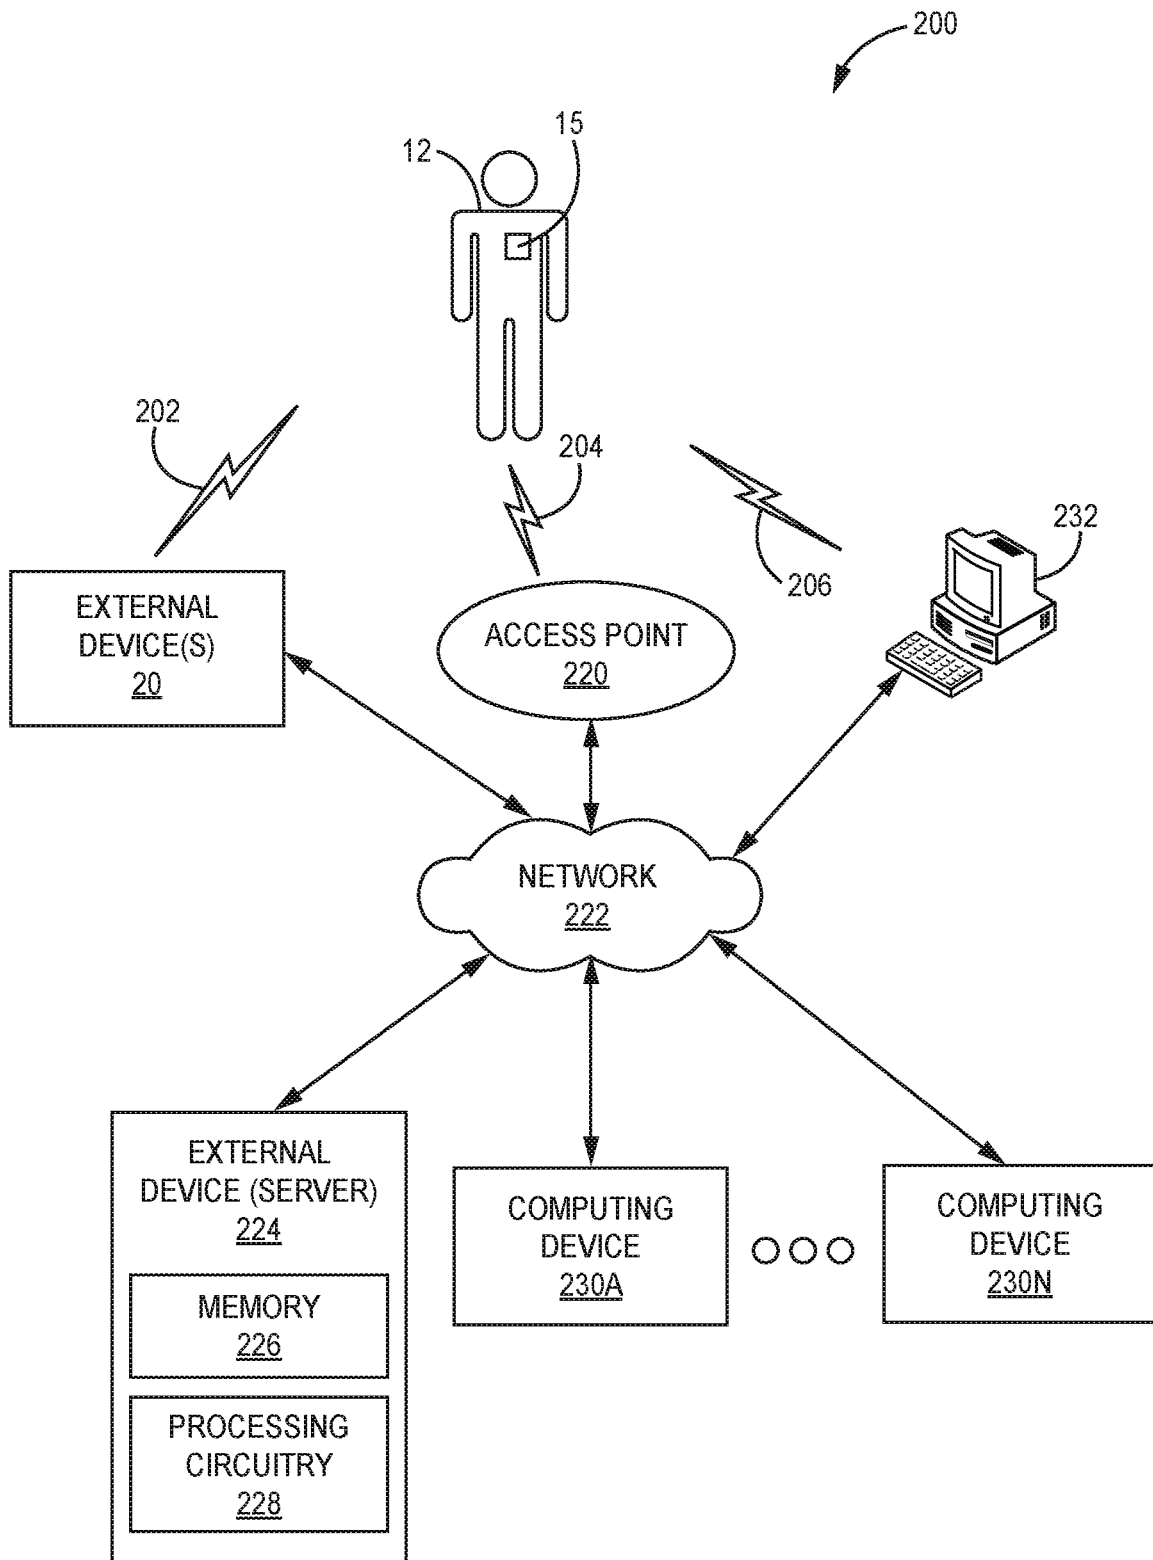 200
15
12
202
204
206
232
EXTERNAL
DEVICE(S)
20
ACCESS POINT
220
NETWORK
222
EXTERNAL
DEVICE (SERVER)
224
MEMORY
226
PROCESSING
CIRCUITRY
228
COMPUTING
DEVICE
230A
COMPUTING
DEVICE
230N